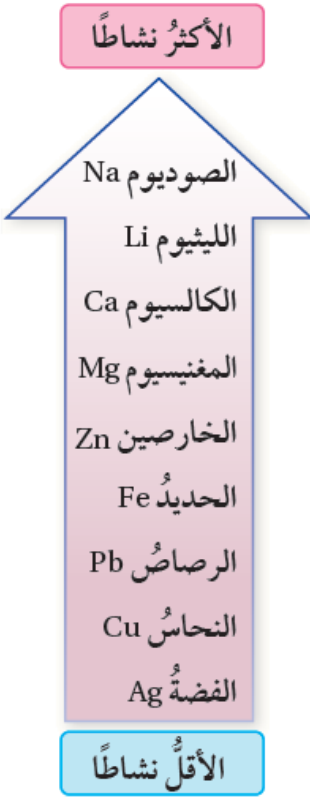 الأكثرُ نشاطًا
الصوديوم Na
الليثيوم Li
الكالسيوم Ca
المغنيسيوم Mg
الخارصين Zn
الحديدُ Fe
الرصاصُ Pb
النحاسُ Cu
الفضةُ Ag
الأقلُّ نشاطًا